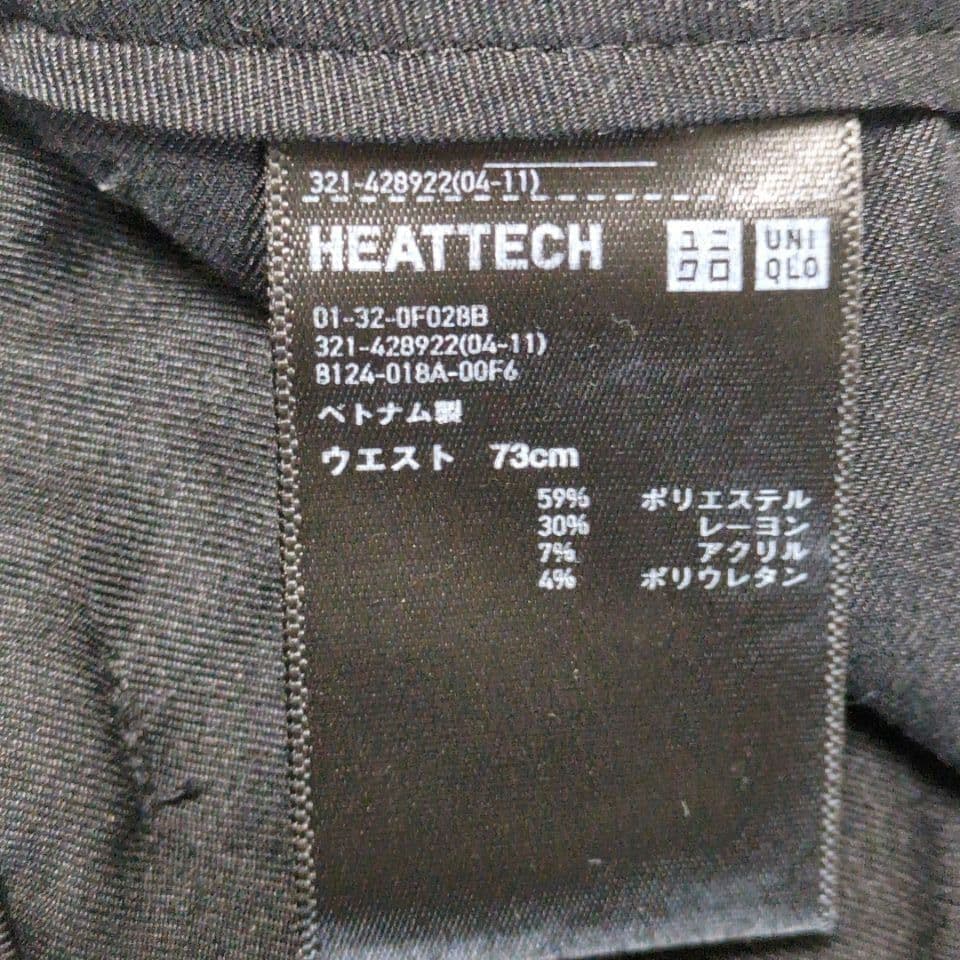 321-428922(04-11)
HEATTECH ユニクロ UNIQLO
01-32-0F028B
321-428922(04-11)
8124-018A-00F6
ベトナム製
ウエスト 73cm
59% ポリエステル
30% レーヨン
7% アクリル
4% ポリウレタン